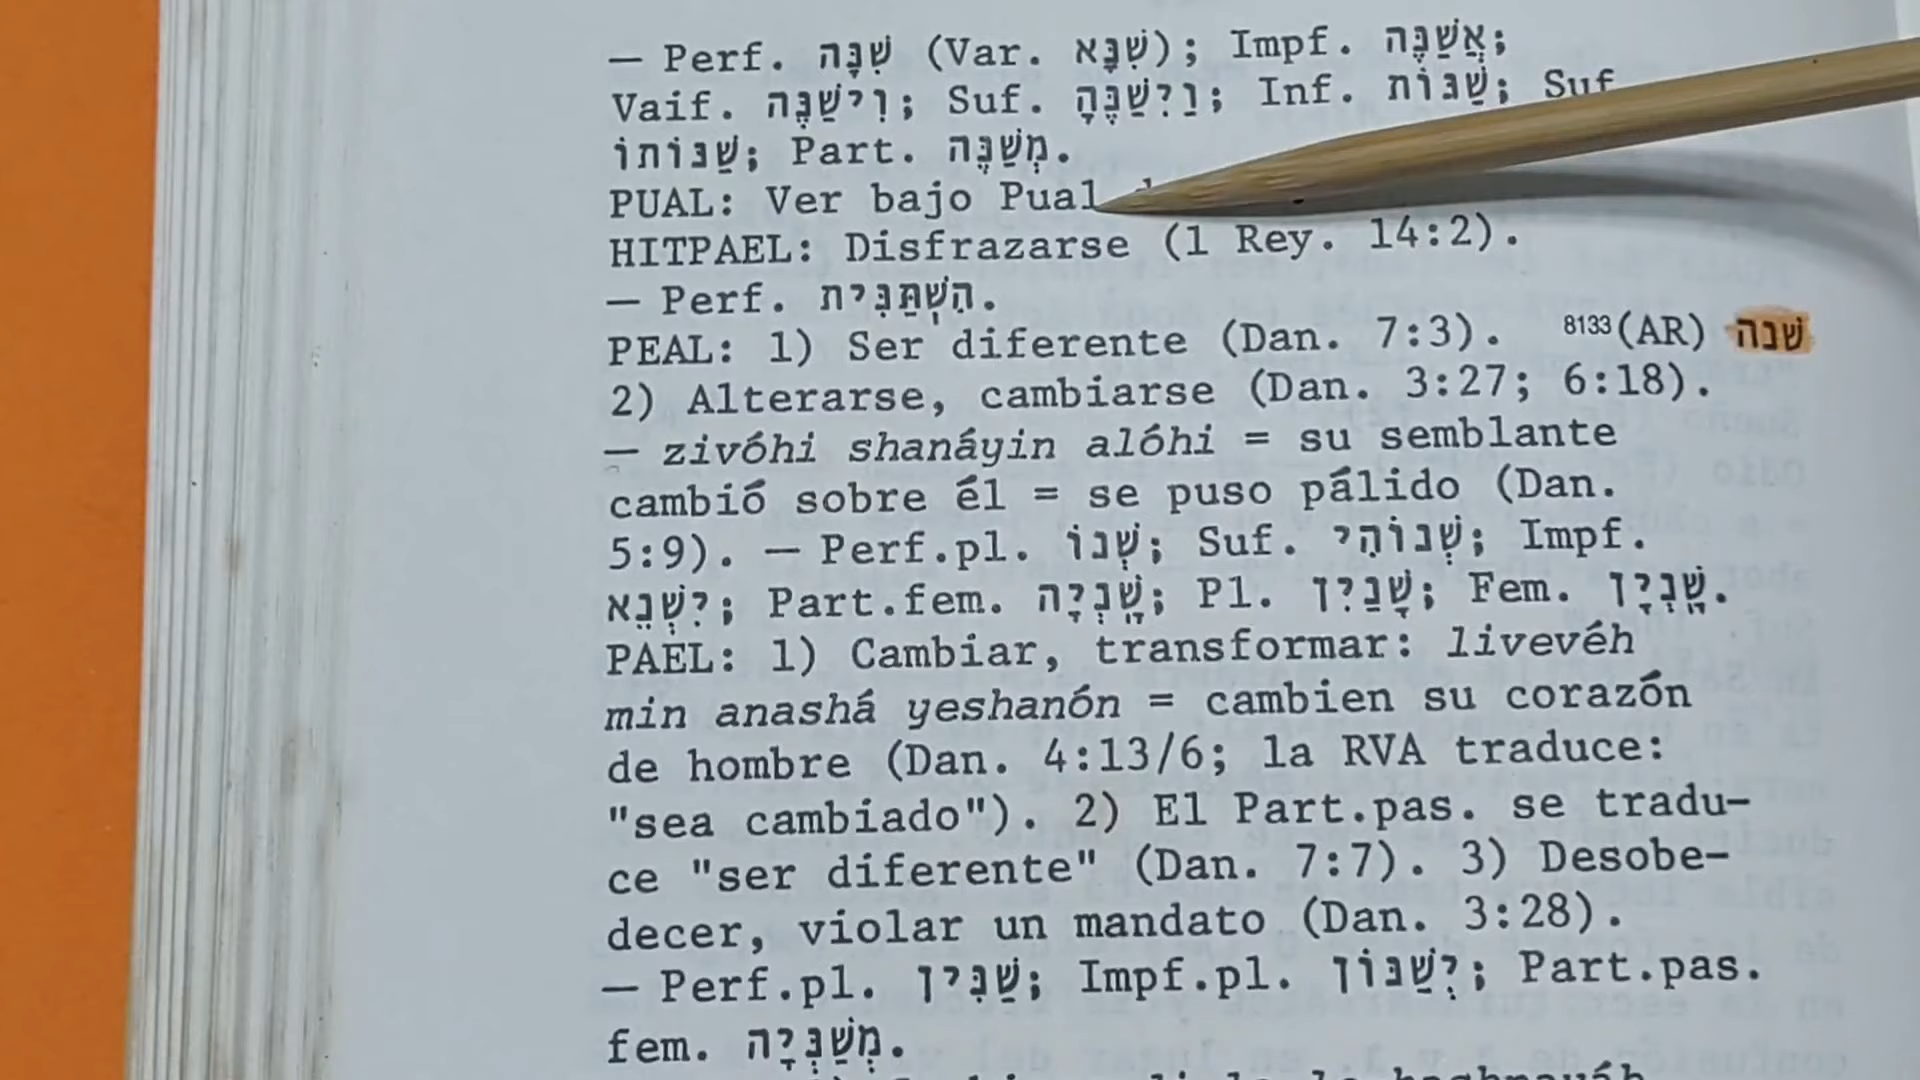 — Perf. שִׁנָּה (Var. שִׁנָּא); Impf. אֲשַׁנֶּה;
Vaif. וִישַׁנֶּה; Suf. וַיְשַׁנֶּהָ; Inf. שַׁנּוֹת; Suf
שַׁנּוֹתוֹ; Part. מְשַׁנֶּה.
PUAL: Ver bajo Pual
HITPAEL: Disfrazarse (1 Rey. 14:2).
— Perf. הִשְׁתַּנִּית.
PEAL: 1) Ser diferente (Dan. 7:3). 8133(AR) שׁנה
2) Alterarse, cambiarse (Dan. 3:27; 6:18).
— zivóhi shanáyin alóhi = su semblante
cambió sobre él = se puso pálido (Dan.
5:9). — Perf.pl. שְׁנוֹ; Suf. שְׁנוֹהִי; Impf.
יִשְׁנֵא; Part.fem. שָׁנְיָה; Pl. שָׁנַיִן; Fem. שָׁנְיָן.
PAEL: 1) Cambiar, transformar: livevéh
min anashá yeshanón = cambien su corazón
de hombre (Dan. 4:13/6; la RVA traduce:
"sea cambiado"). 2) El Part.pas. se tradu-
ce "ser diferente" (Dan. 7:7). 3) Desobe-
decer, violar un mandato (Dan. 3:28).
— Perf.pl. שַׁנִּיו; Impf.pl. יְשַׁנּוֹן; Part.pas.
fem. מְשַׁנְּיָה.